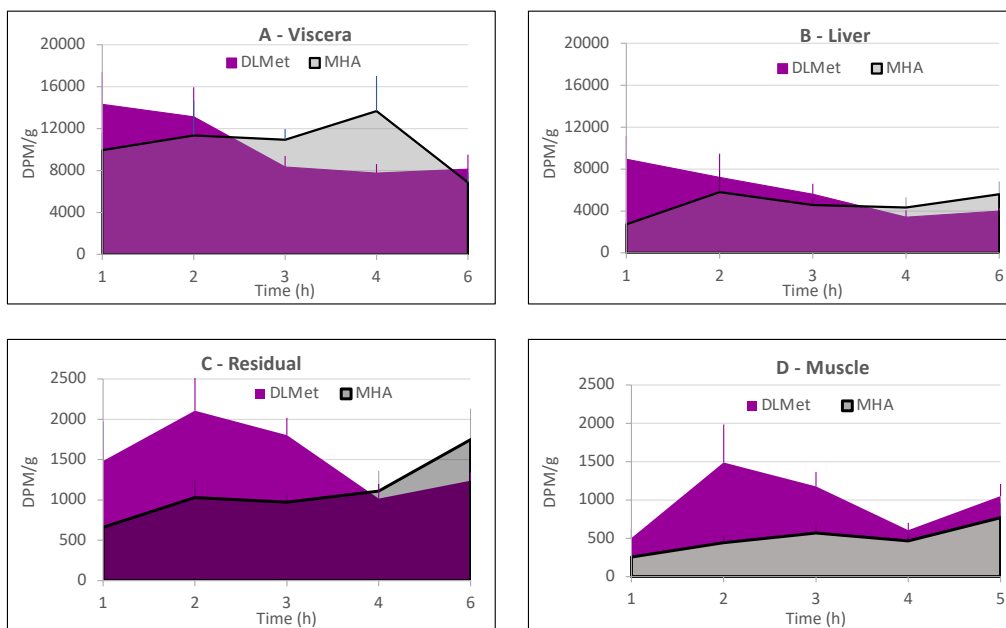 A - Viscera
DLMet MHA
20000
16000
12000
8000
4000
0
DPM/g
1 2 3 4 6
Time (h)
B - Liver
DLMet MHA
20000
16000
12000
8000
4000
0
DPM/g
1 2 3 4 6
Time (h)
C - Residual
DLMet MHA
2500
2000
1500
1000
500
0
DPM/g
1 2 3 4 6
Time (h)
D - Muscle
DLMet MHA
2500
2000
1500
1000
500
0
DPM/g
1 2 3 4 5
Time (h)